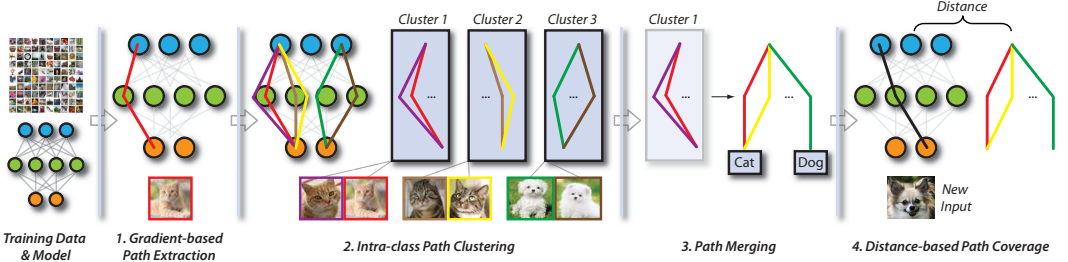 Distance
Cluster 1
Cluster 2
Cluster 3
Cluster 1
...
...
...
...
...
...
Cat
Dog
New
Input
Training Data
& Model
1. Gradient-based
Path Extraction
2. Intra-class Path Clustering
3. Path Merging
4. Distance-based Path Coverage